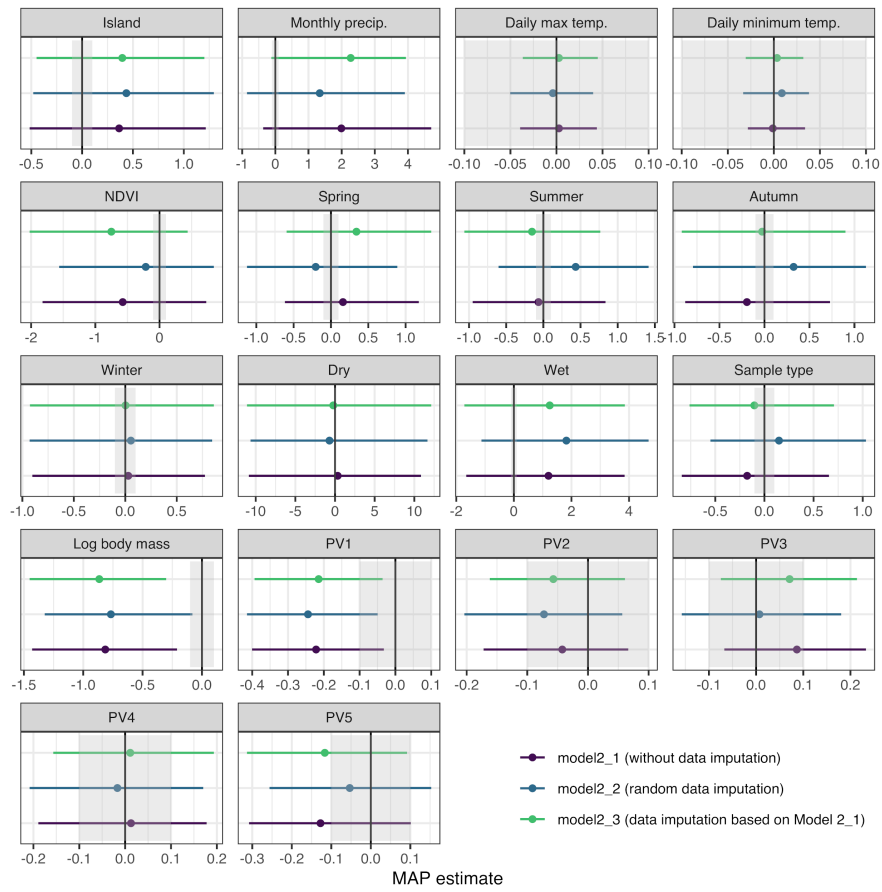 Island
Monthly precip.
Daily max temp.
Daily minimum temp.
-0.5 0.0 0.5 1.0
-1 0 1 2 3 4
-0.10 -0.05 0.00 0.05 0.10
-0.10 -0.05 0.00 0.05 0.10
NDVI
Spring
Summer
Autumn
-2 -1 0
-1.0 -0.5 0.0 0.5 1.0
-1.0 -0.5 0.0 0.5 1.0 1.5
-1.0 -0.5 0.0 0.5 1.0
Winter
Dry
Wet
Sample type
-1.0 -0.5 0.0 0.5
-10 -5 0 5 10
-2 0 2 4
-0.5 0.0 0.5 1.0
Log body mass
PV1
PV2
PV3
-1.5 -1.0 -0.5 0.0
-0.4 -0.3 -0.2 -0.1 0.0 0.1
-0.2 -0.1 0.0 0.1
-0.1 0.0 0.1 0.2
PV4
PV5
-0.2 -0.1 0.0 0.1 0.2
-0.3 -0.2 -0.1 0.0 0.1
model2_1 (without data imputation)
model2_2 (random data imputation)
model2_3 (data imputation based on Model 2_1)
MAP estimate